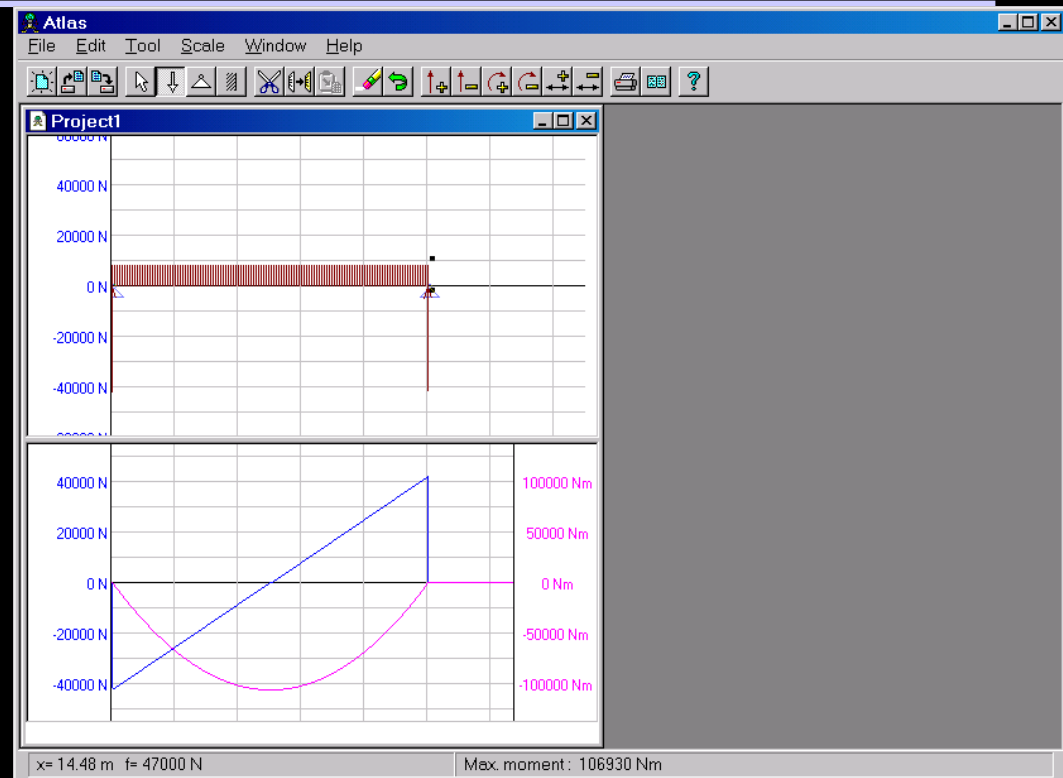 Atlas
File Edit Tool Scale Window Help
Project1
60000 N
40000 N
20000 N
0 N
-20000 N
-40000 N
40000 N
20000 N
0 N
-20000 N
-40000 N
100000 Nm
50000 Nm
0 Nm
-50000 Nm
-100000 Nm
x= 14.48 m f= 47000 N
Max. moment : 106930 Nm